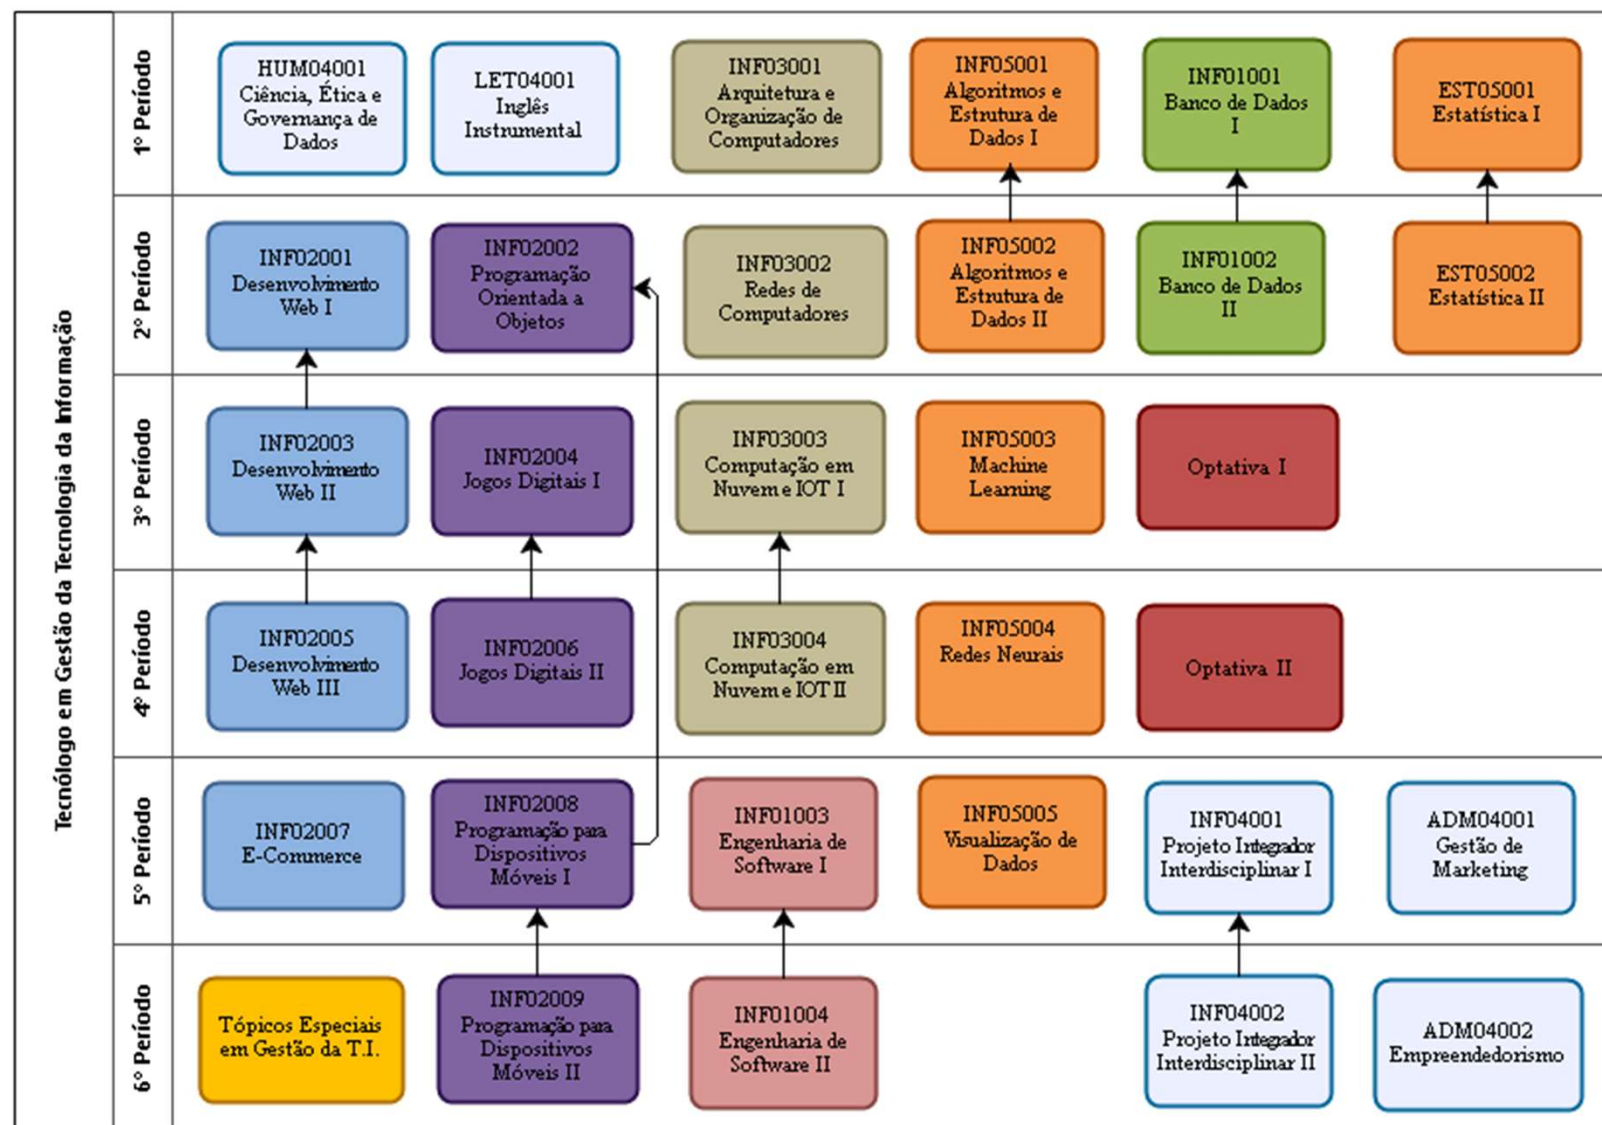 Tecnólogo em Gestão da Tecnologia da Informação
1º Período
HUM04001
Ciência, Ética e
Governança de
Dados
LET04001
Inglês
Instrumental
INF03001
Arquitetura e
Organização de
Computadores
INF05001
Algoritmos e
Estrutura de
Dados I
INF01001
Banco de Dados
I
EST05001
Estatística I
2º Período
INF02001
Desenvolvimento
Web I
INF02002
Programação
Orientada a
Objetos
INF03002
Redes de
Computadores
INF05002
Algoritmos e
Estrutura de
Dados II
INF01002
Banco de Dados
II
EST05002
Estatística II
3º Período
INF02003
Desenvolvimento
Web II
INF02004
Jogos Digitais I
INF03003
Computação em
Nuvem e IOT I
INF05003
Machine
Learning
Optativa I
4º Período
INF02005
Desenvolvimento
Web III
INF02006
Jogos Digitais II
INF03004
Computação em
Nuvem e IOT II
INF05004
Redes Neurais
Optativa II
5º Período
INF02007
E-Commerce
INF02008
Programação para
Dispositivos
Móveis I
INF01003
Engenharia de
Software I
INF05005
Visualização de
Dados
INF04001
Projeto Integrador
Interdisciplinar I
ADM04001
Gestão de
Marketing
6º Período
Tópicos Especiais
em Gestão da T.I.
INF02009
Programação para
Dispositivos
Móveis II
INF01004
Engenharia de
Software II
INF04002
Projeto Integrador
Interdisciplinar II
ADM04002
Empreendedorismo